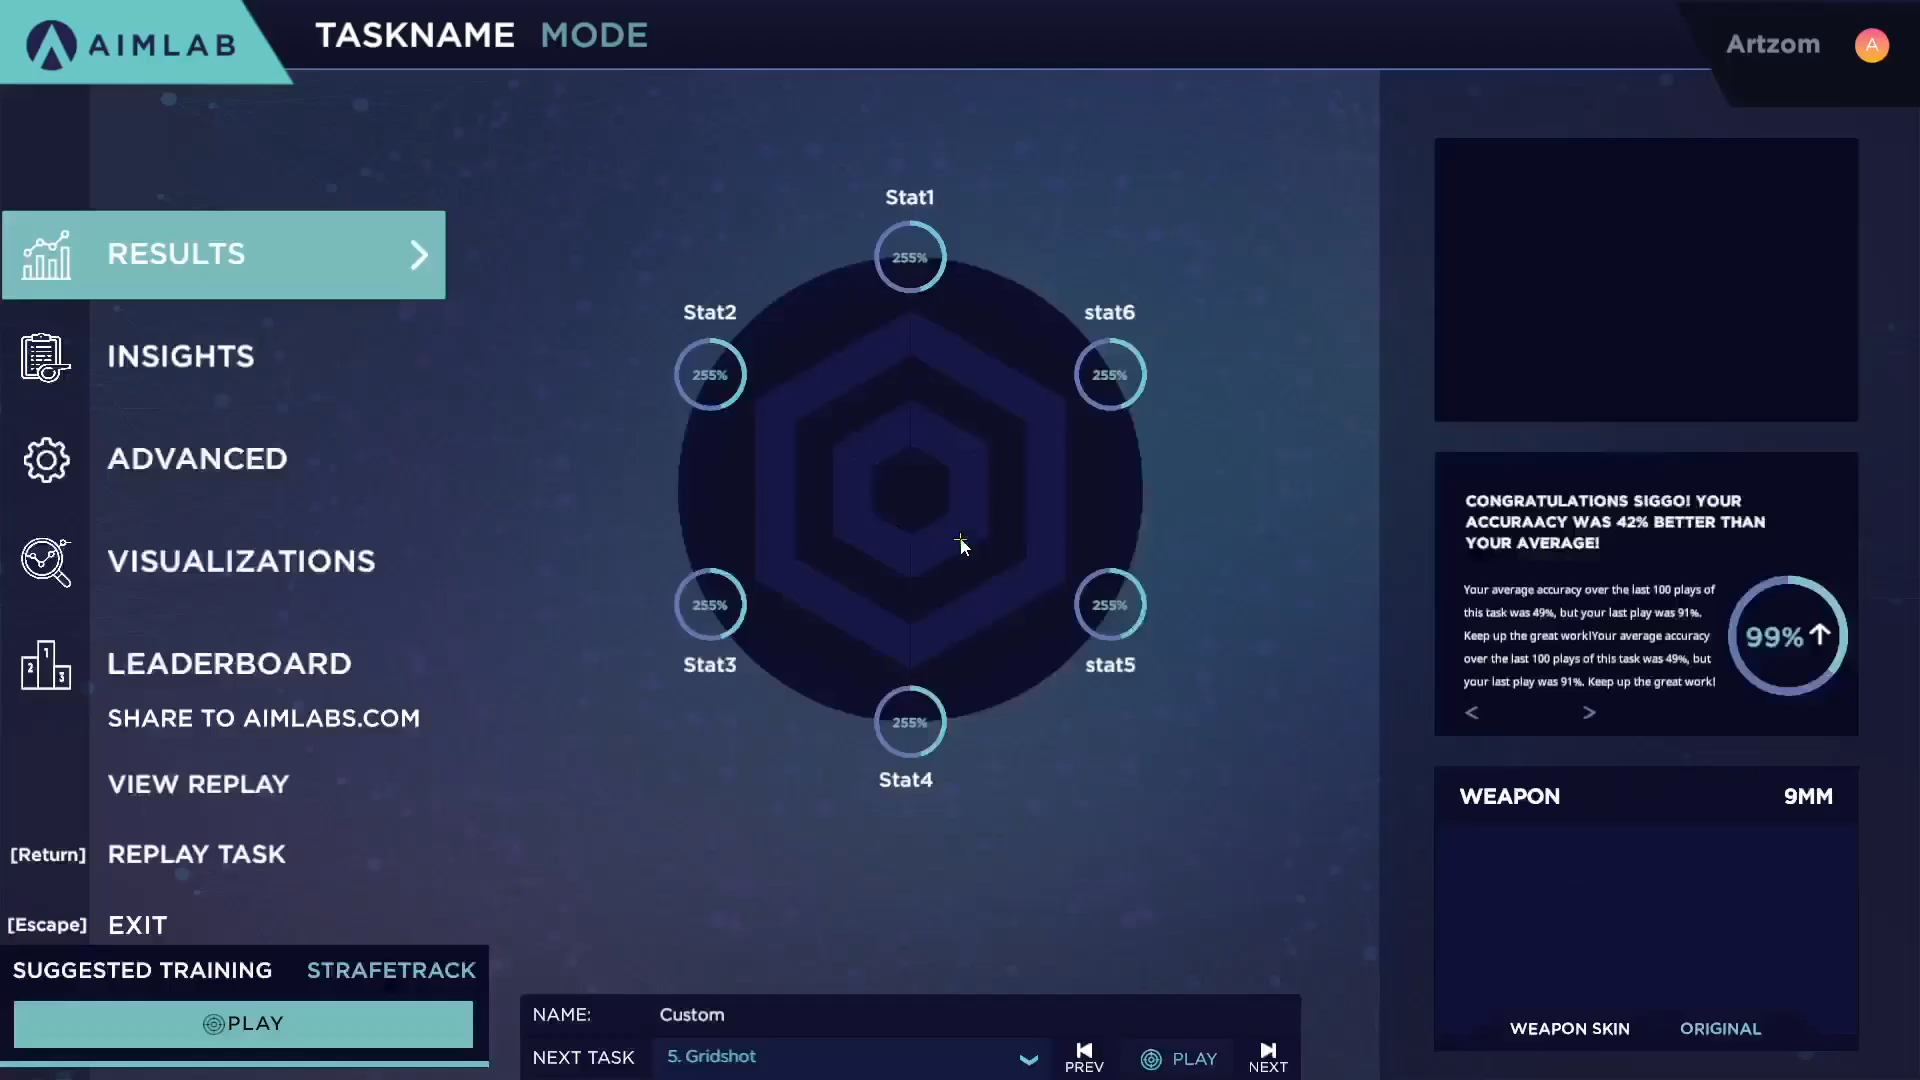 AIMLAB
TASKNAME MODE
Artzom
A
RESULTS
INSIGHTS
ADVANCED
VISUALIZATIONS
1
2
3
LEADERBOARD
SHARE TO AIMLABS.COM
VIEW REPLAY
[Return] REPLAY TASK
[Escape] EXIT
SUGGESTED TRAINING STRAFETRACK
PLAY
Stat1
255%
Stat2
255%
stat6
255%
255%
Stat3
255%
stat5
255%
Stat4
NAME: Custom
NEXT TASK 5. Gridshot
PREV
PLAY
NEXT
CONGRATULATIONS SIGGO! YOUR
ACCURAACY WAS 42% BETTER THAN
YOUR AVERAGE!
Your average accuracy over the last 100 plays of
this task was 49%, but your last play was 91%.
Keep up the great work!Your average accuracy
over the last 100 plays of this task was 49%, but
your last play was 91%. Keep up the great work!
99%
< >
WEAPON 9MM
WEAPON SKIN ORIGINAL